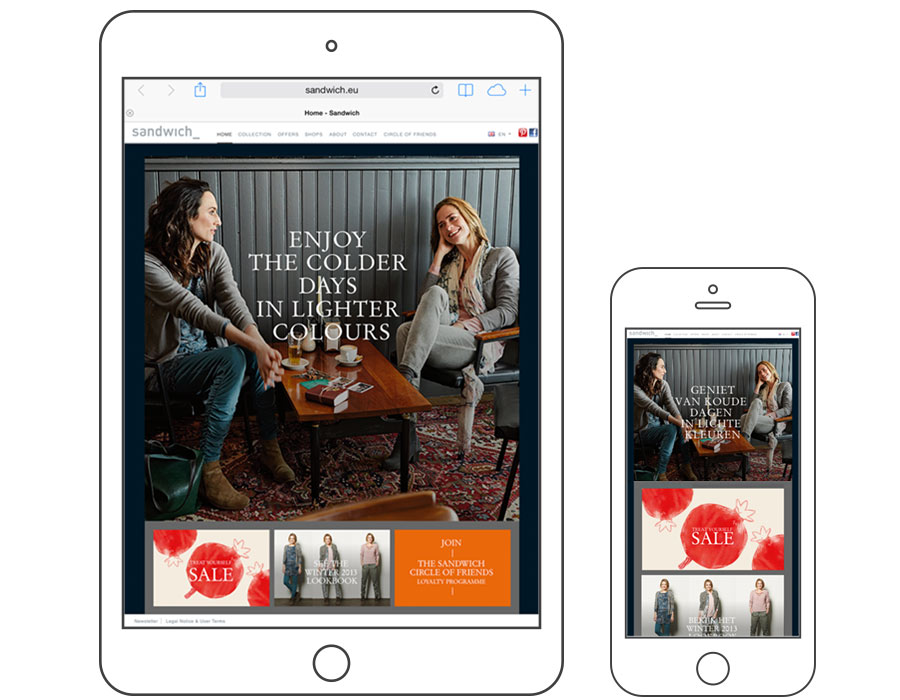 sandwich.eu
Home - Sandwich
sandwich_
HOME COLLECTION OFFERS SHOPS ABOUT CONTACT CIRCLE OF FRIENDS EN
ENJOY
THE COLDER
DAYS
IN LIGHTER
COLOURS
TREAT YOURSELF
SALE
SEE THE
WINTER 2013
LOOKBOOK
JOIN
THE SANDWICH
CIRCLE OF FRIENDS
LOYALTY PROGRAMME
Newsletter | Legal Notice & User Terms
sandwich_
GENIET
VAN KOUDE
DAGEN
IN LICHTE
KLEUREN
TREAT YOURSELF
SALE
BEKIJK HET
WINTER 2013
LOOKBOOK